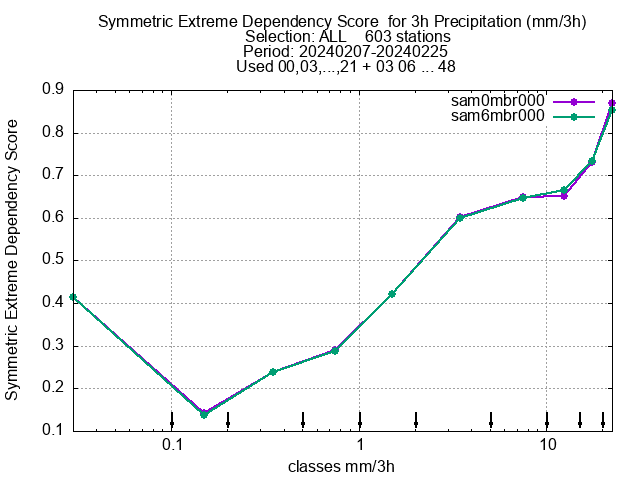 Symmetric Extreme Dependency Score  for 3h Precipitation (mm/3h)
Selection: ALL    603 stations
Period: 20240207-20240225
Used 00,03,...,21 + 03 06 ... 48
sam0mbr000
sam6mbr000
Symmetric Extreme Dependency Score
0.9
0.8
0.7
0.6
0.5
0.4
0.3
0.2
0.1
0.1
1
10
classes mm/3h